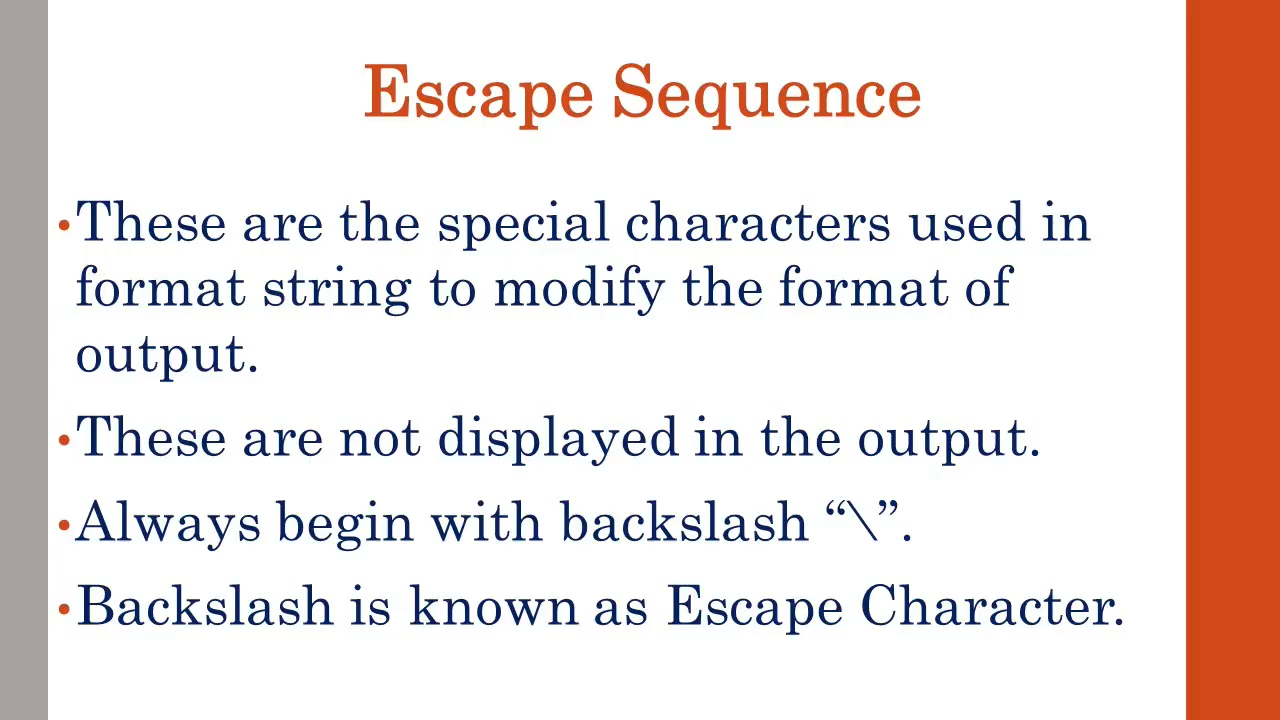 Escape Sequence
•These are the special characters used in
format string to modify the format of
output.
•These are not displayed in the output.
•Always begin with backslash “\”.
•Backslash is known as Escape Character.